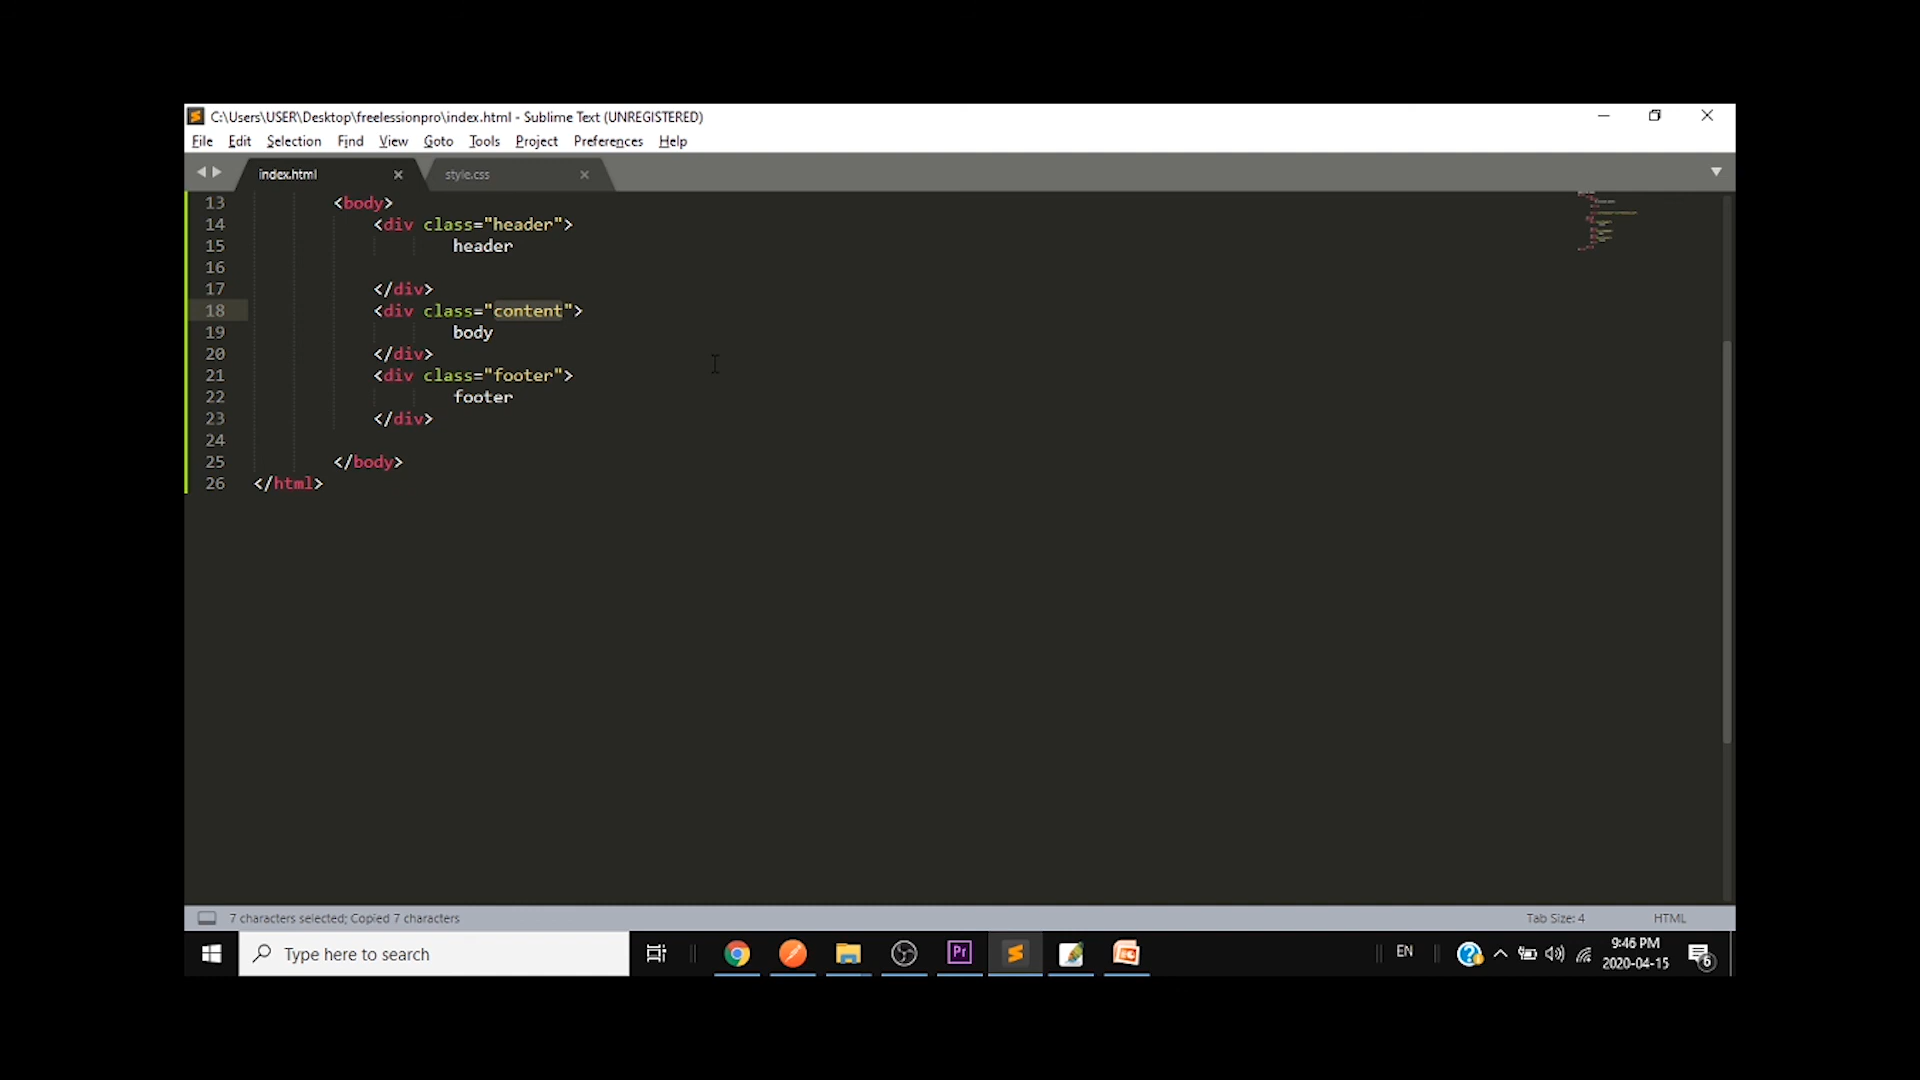 C:\Users\USER\Desktop\freelessionpro\index.html - Sublime Text (UNREGISTERED)
File Edit Selection Find View Goto Tools Project Preferences Help
index.html style.css
13 <body>
14 <div class="header">
15 header
16
17 </div>
18 <div class="content">
19 body
20 </div>
21 <div class="footer">
22 footer
23 </div>
24
25 </body>
26 </html>
7 characters selected; Copied 7 characters Tab Size: 4 HTML
Type here to search Pr EN 9:46 PM
2020-04-15 6